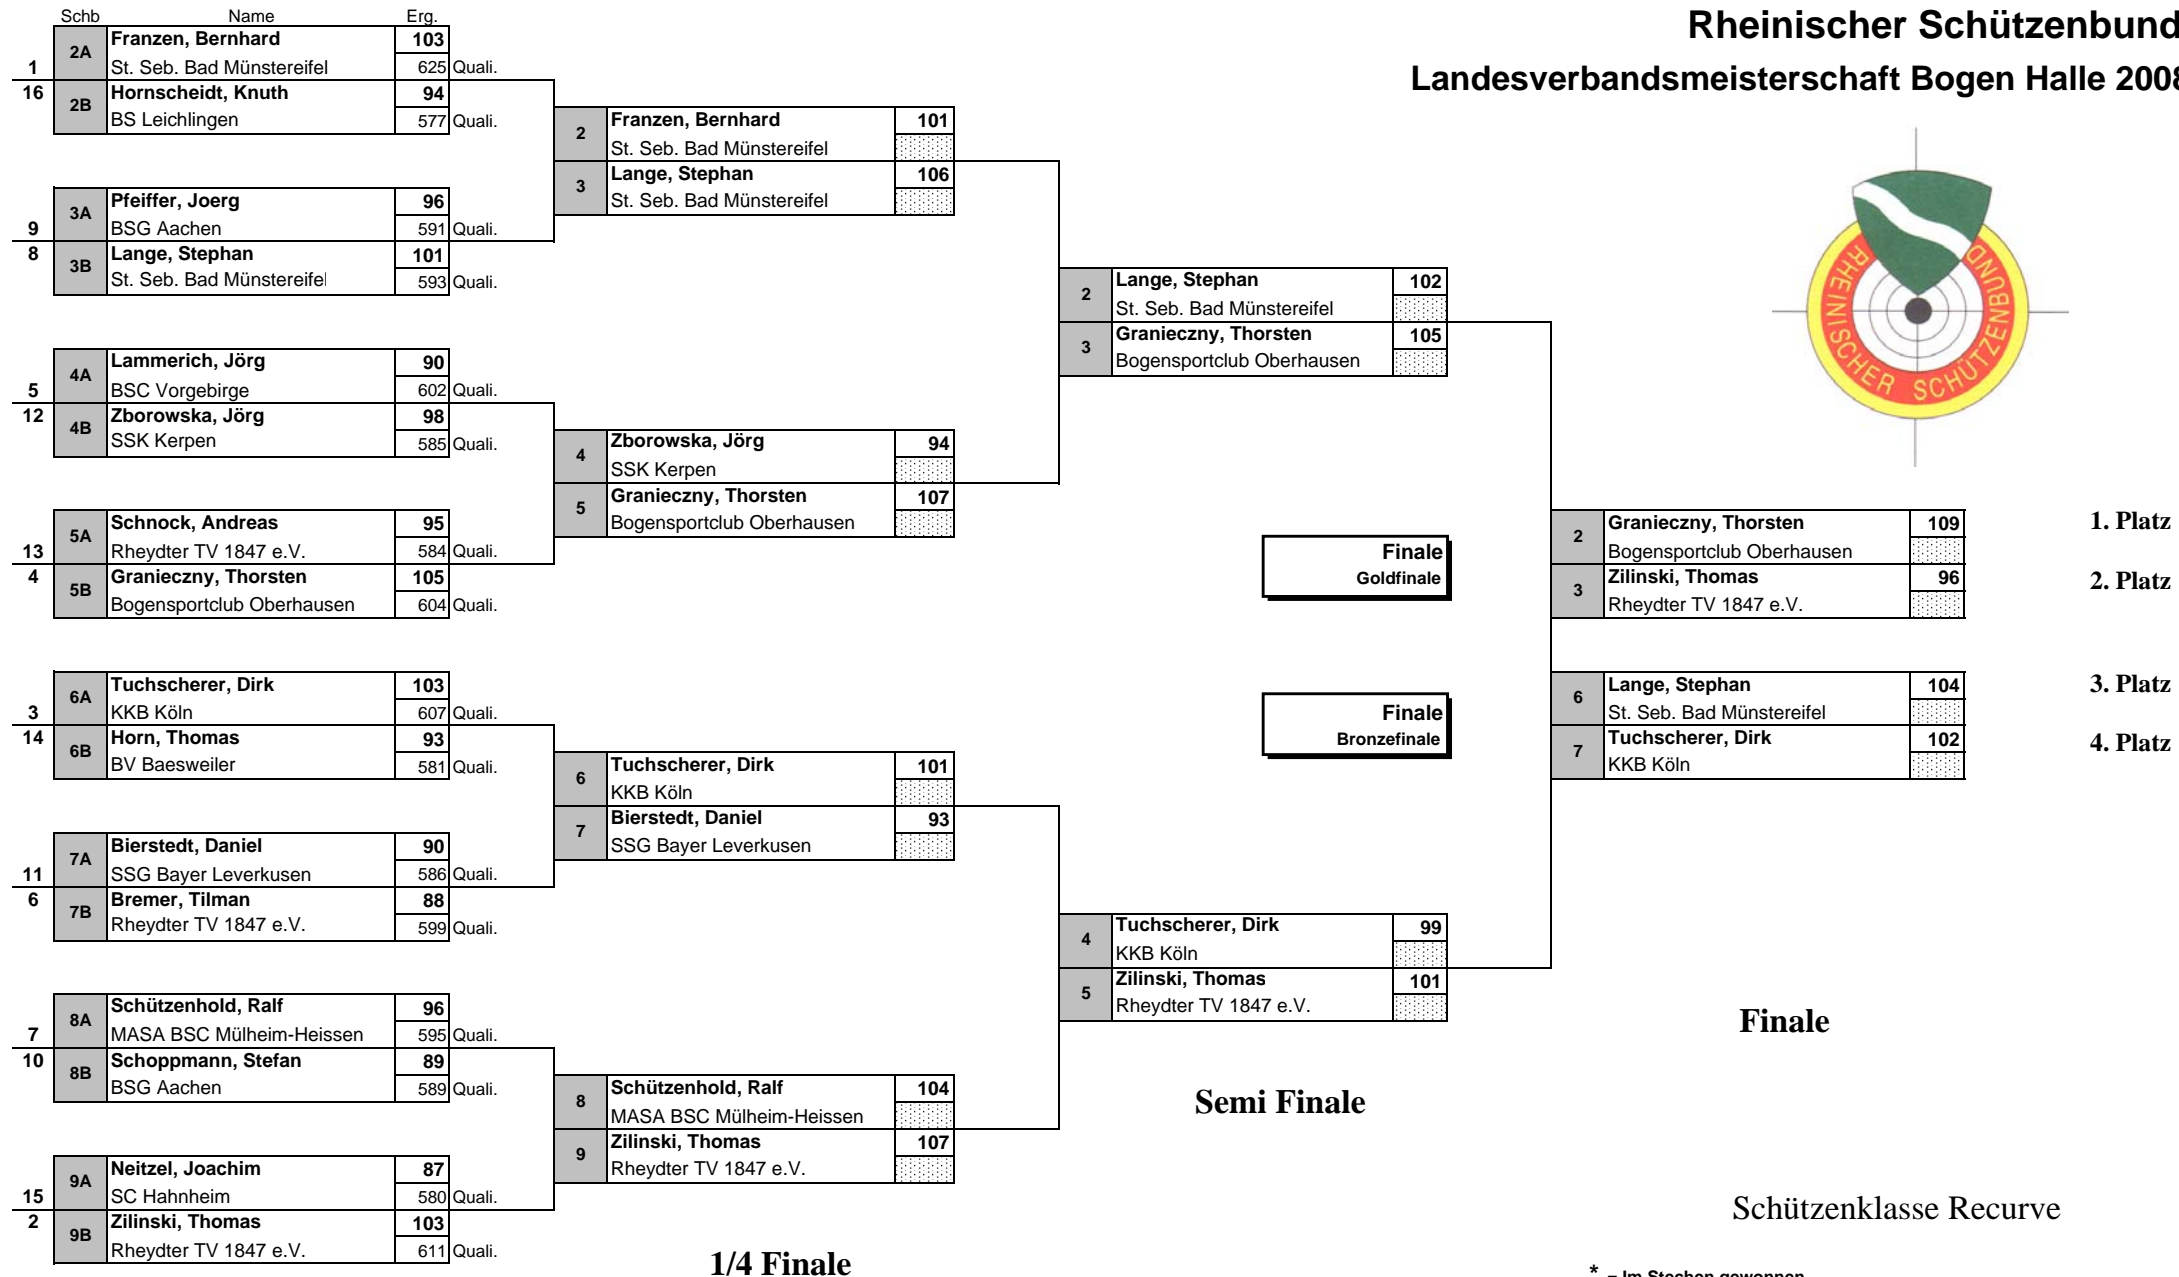 Schb Name Erg.
Rheinischer Schützenbund
Landesverbandsmeisterschaft Bogen Halle 2008
RHEINISCHER SCHÜTZENBUND
2A Franzen, Bernhard 103
1 St. Seb. Bad Münstereifel 625 Quali.
16 2B Hornscheidt, Knuth 94
BS Leichlingen 577 Quali.
3A Pfeiffer, Joerg 96
9 BSG Aachen 591 Quali.
8 3B Lange, Stephan 101
St. Seb. Bad Münstereifel 593 Quali.
4A Lammerich, Jörg 90
5 BSC Vorgebirge 602 Quali.
12 4B Zborowska, Jörg 98
SSK Kerpen 585 Quali.
5A Schnock, Andreas 95
13 Rheydter TV 1847 e.V. 584 Quali.
4 5B Granieczny, Thorsten 105
Bogensportclub Oberhausen 604 Quali.
6A Tuchscherer, Dirk 103
3 KKB Köln 607 Quali.
14 6B Horn, Thomas 93
BV Baesweiler 581 Quali.
7A Bierstedt, Daniel 90
11 SSG Bayer Leverkusen 586 Quali.
6 7B Bremer, Tilman 88
Rheydter TV 1847 e.V. 599 Quali.
8A Schützenhold, Ralf 96
7 MASA BSC Mülheim-Heissen 595 Quali.
10 8B Schoppmann, Stefan 89
BSG Aachen 589 Quali.
9A Neitzel, Joachim 87
15 SC Hahnheim 580 Quali.
2 9B Zilinski, Thomas 103
Rheydter TV 1847 e.V. 611 Quali.
2 Franzen, Bernhard 101
St. Seb. Bad Münstereifel
3 Lange, Stephan 106
St. Seb. Bad Münstereifel
4 Zborowska, Jörg 94
SSK Kerpen
5 Granieczny, Thorsten 107
Bogensportclub Oberhausen
6 Tuchscherer, Dirk 101
KKB Köln
7 Bierstedt, Daniel 93
SSG Bayer Leverkusen
8 Schützenhold, Ralf 104
MASA BSC Mülheim-Heissen
9 Zilinski, Thomas 107
Rheydter TV 1847 e.V.
1/4 Finale
2 Lange, Stephan 102
St. Seb. Bad Münstereifel
3 Granieczny, Thorsten 105
Bogensportclub Oberhausen
4 Tuchscherer, Dirk 99
KKB Köln
5 Zilinski, Thomas 101
Rheydter TV 1847 e.V.
Semi Finale
Finale
Goldfinale
2 Granieczny, Thorsten 109 1. Platz
Bogensportclub Oberhausen
3 Zilinski, Thomas 96 2. Platz
Rheydter TV 1847 e.V.
Finale
Bronzefinale
6 Lange, Stephan 104 3. Platz
St. Seb. Bad Münstereifel
7 Tuchscherer, Dirk 102 4. Platz
KKB Köln
Finale
Schützenklasse Recurve
* = Im Stechen gewonnen